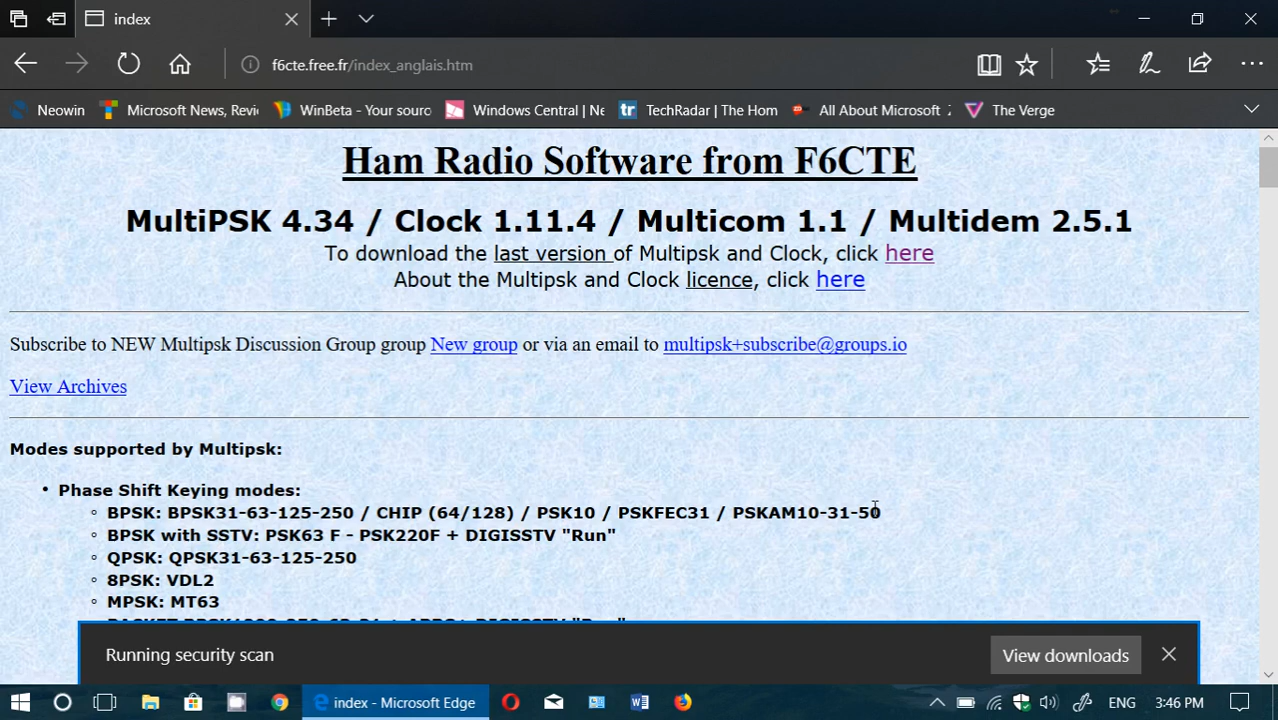 index
f6cte.free.fr/index_anglais.htm
Neowin
Microsoft News, Revie
WinBeta - Your sourc
Windows Central | Ne
TechRadar | The Hom
All About Microsoft
The Verge
Ham Radio Software from F6CTE
MultiPSK 4.34 / Clock 1.11.4 / Multicom 1.1 / Multidem 2.5.1
To download the last version of Multipsk and Clock, click here
About the Multipsk and Clock licence, click here
Subscribe to NEW Multipsk Discussion Group group New group or via an email to multipsk+subscribe@groups.io
View Archives
Modes supported by Multipsk:
• Phase Shift Keying modes:
◦ BPSK: BPSK31-63-125-250 / CHIP (64/128) / PSK10 / PSKFEC31 / PSKAM10-31-50
◦ BPSK with SSTV: PSK63 F - PSK220F + DIGISSTV "Run"
◦ QPSK: QPSK31-63-125-250
◦ 8PSK: VDL2
◦ MPSK: MT63
Running security scan
View downloads
index - Microsoft Edge
ENG
3:46 PM